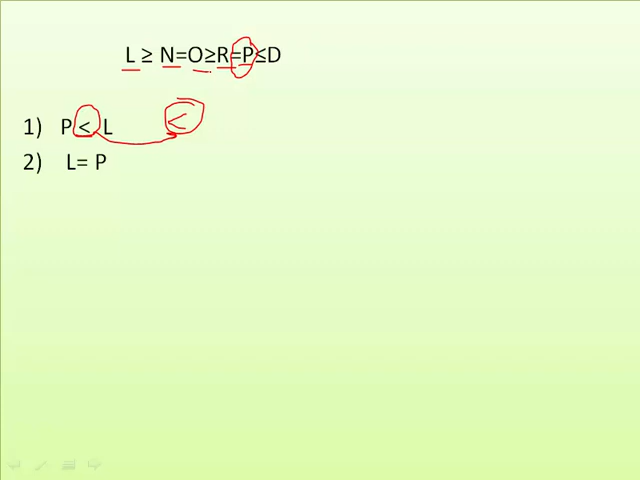 L ≥ N=O≥R=P≤D
1) P < L <
2) L= P